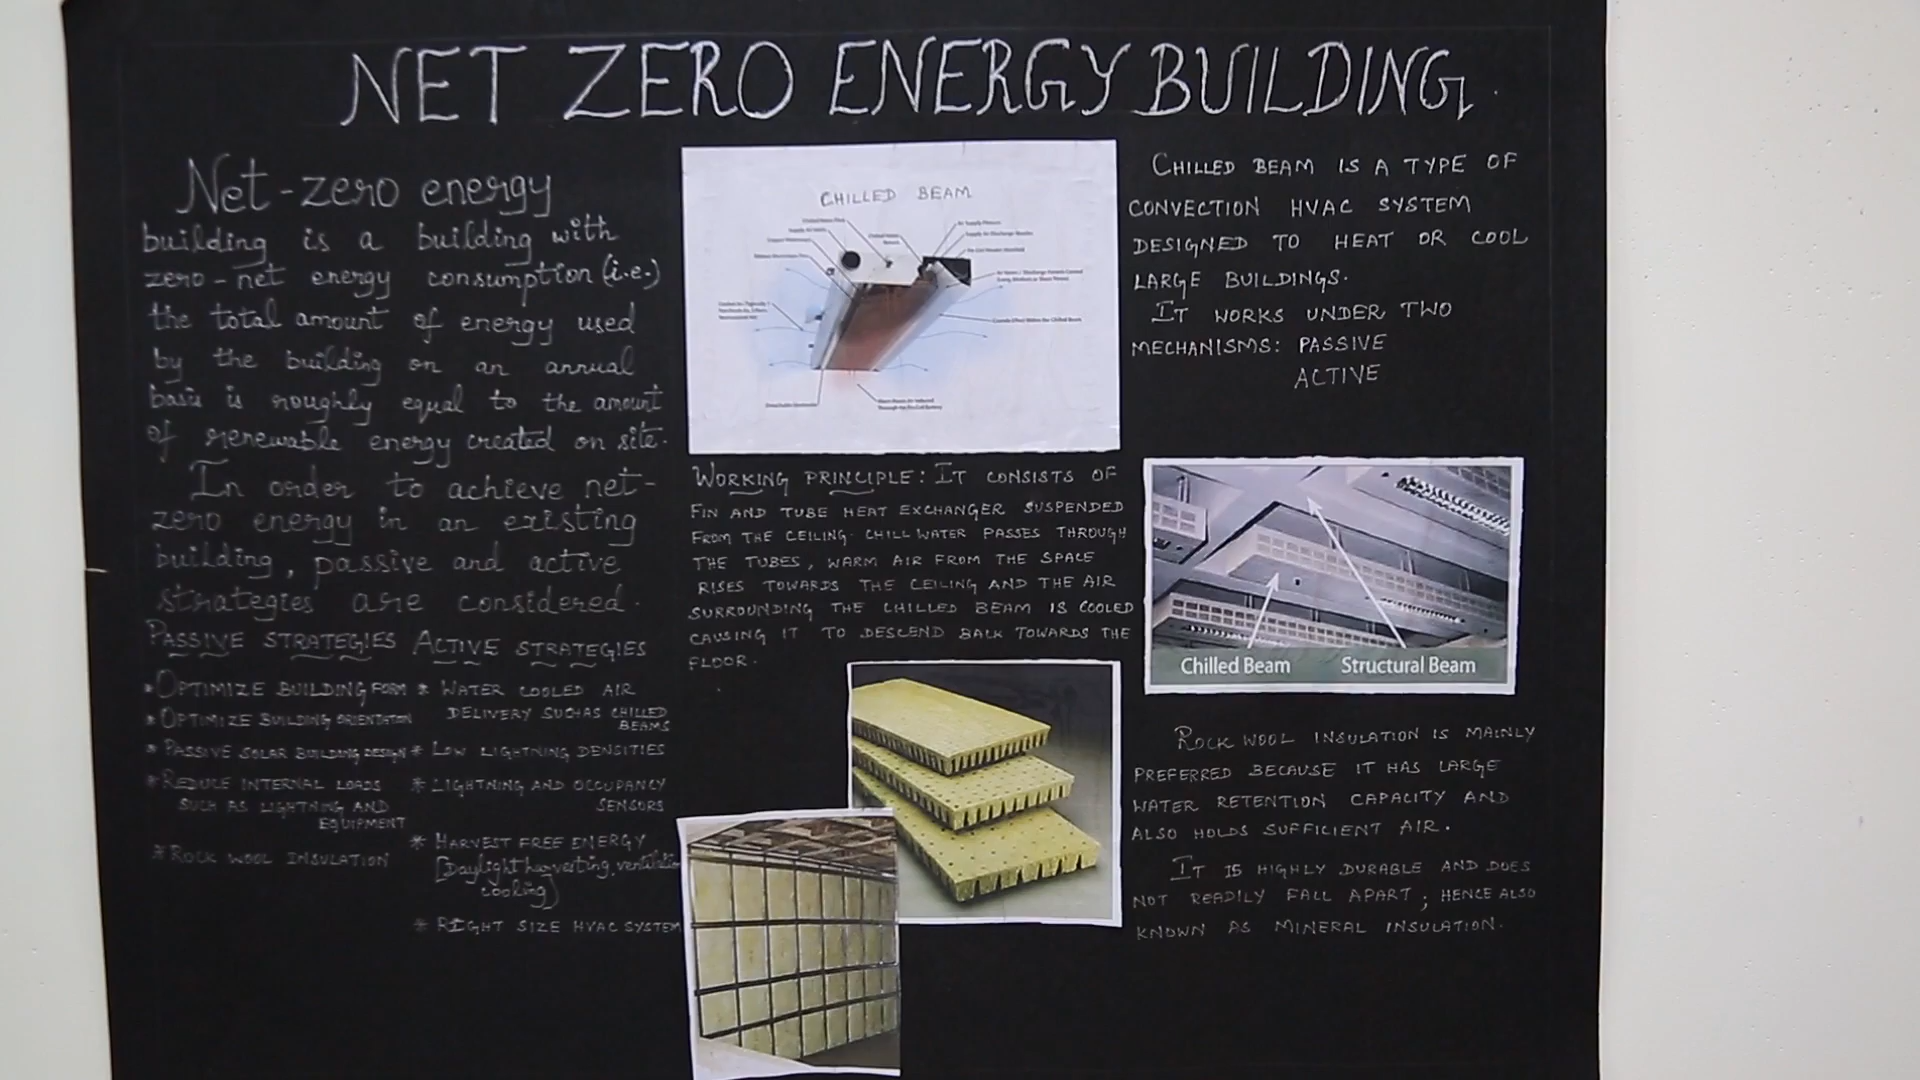 NET ZERO ENERGY BUILDING
Net-zero energy
building is a building with
zero-net energy consumption (i.e.)
the total amount of energy used
by the building on an annual
basis is roughly equal to the amount
of renewable energy created on site.
In order to achieve net-
zero energy in an existing
building, passive and active
strategies are considered.
PASSIVE STRATEGIES
* OPTIMIZE BUILDING FORM
* OPTIMIZE BUILDING ORIENTATION
* PASSIVE SOLAR BUILDING DESIGN
* REDUCE INTERNAL LOADS
SUCH AS LIGHTNING AND
EQUIPMENT
* ROCK WOOL INSULATION
ACTIVE STRATEGIES
* WATER COOLED AIR
DELIVERY SUCH AS CHILLED
BEAMS
* LOW LIGHTNING DENSITIES
* LIGHTNING AND OCCUPANCY
SENSORS
* HARVEST FREE ENERGY
[Daylight harvesting, ventilatio
cooling]
* RIGHT SIZE HVAC SYSTEM
CHILLED BEAM
WORKING PRINCIPLE: IT CONSISTS OF
FIN AND TUBE HEAT EXCHANGER SUSPENDED
FROM THE CEILING. CHILL WATER PASSES THROUGH
THE TUBES, WARM AIR FROM THE SPACE
RISES TOWARDS THE CEILING AND THE AIR
SURROUNDING THE CHILLED BEAM IS COOLED
CAUSING IT TO DESCEND BACK TOWARDS THE
FLOOR.
CHILLED BEAM IS A TYPE OF
CONVECTION HVAC SYSTEM
DESIGNED TO HEAT OR COOL
LARGE BUILDINGS.
IT WORKS UNDER TWO
MECHANISMS: PASSIVE
ACTIVE
Chilled Beam Structural Beam
ROCK WOOL INSULATION IS MAINLY
PREFERRED BECAUSE IT HAS LARGE
WATER RETENTION CAPACITY AND
ALSO HOLDS SUFFICIENT AIR.
IT IS HIGHLY DURABLE AND DOES
NOT READILY FALL APART; HENCE ALSO
KNOWN AS MINERAL INSULATION.